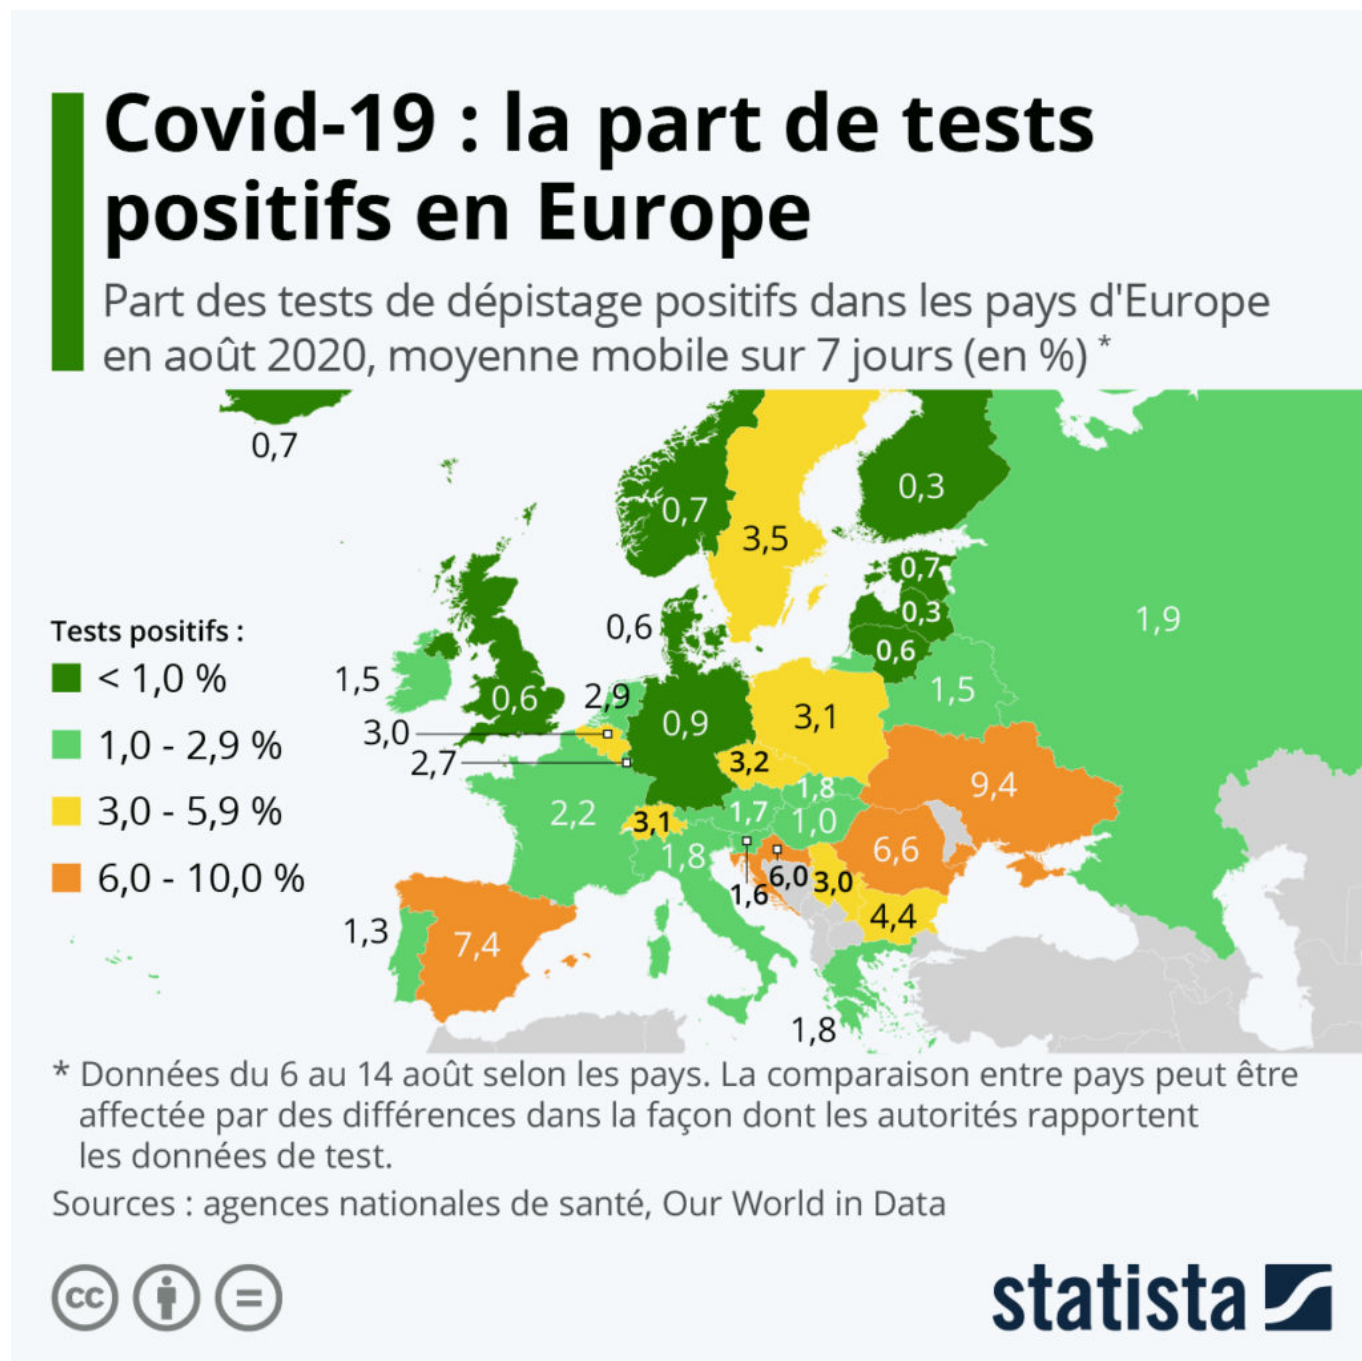 Covid-19 : la part de tests
positifs en Europe
Part des tests de dépistage positifs dans les pays d'Europe
en août 2020, moyenne mobile sur 7 jours (en %) *
0,7
0,3
0,7
3,5
0,7
0,3
1,9
0,6
0,6
Tests positifs :
< 1,0 %
1,5
0,6
2,9
0,9
3,1
1,5
1,0 - 2,9 %
3,0
2,7
3,2
9,4
1,8
3,0 - 5,9 %
2,2
3,1
1,7
1,0
6,6
1,8
6,0 - 10,0 %
1,6
6,0
3,0
4,4
1,3
7,4
1,8
* Données du 6 au 14 août selon les pays. La comparaison entre pays peut être
affectée par des différences dans la façon dont les autorités rapportent
les données de test.
Sources : agences nationales de santé, Our World in Data
cc
statista